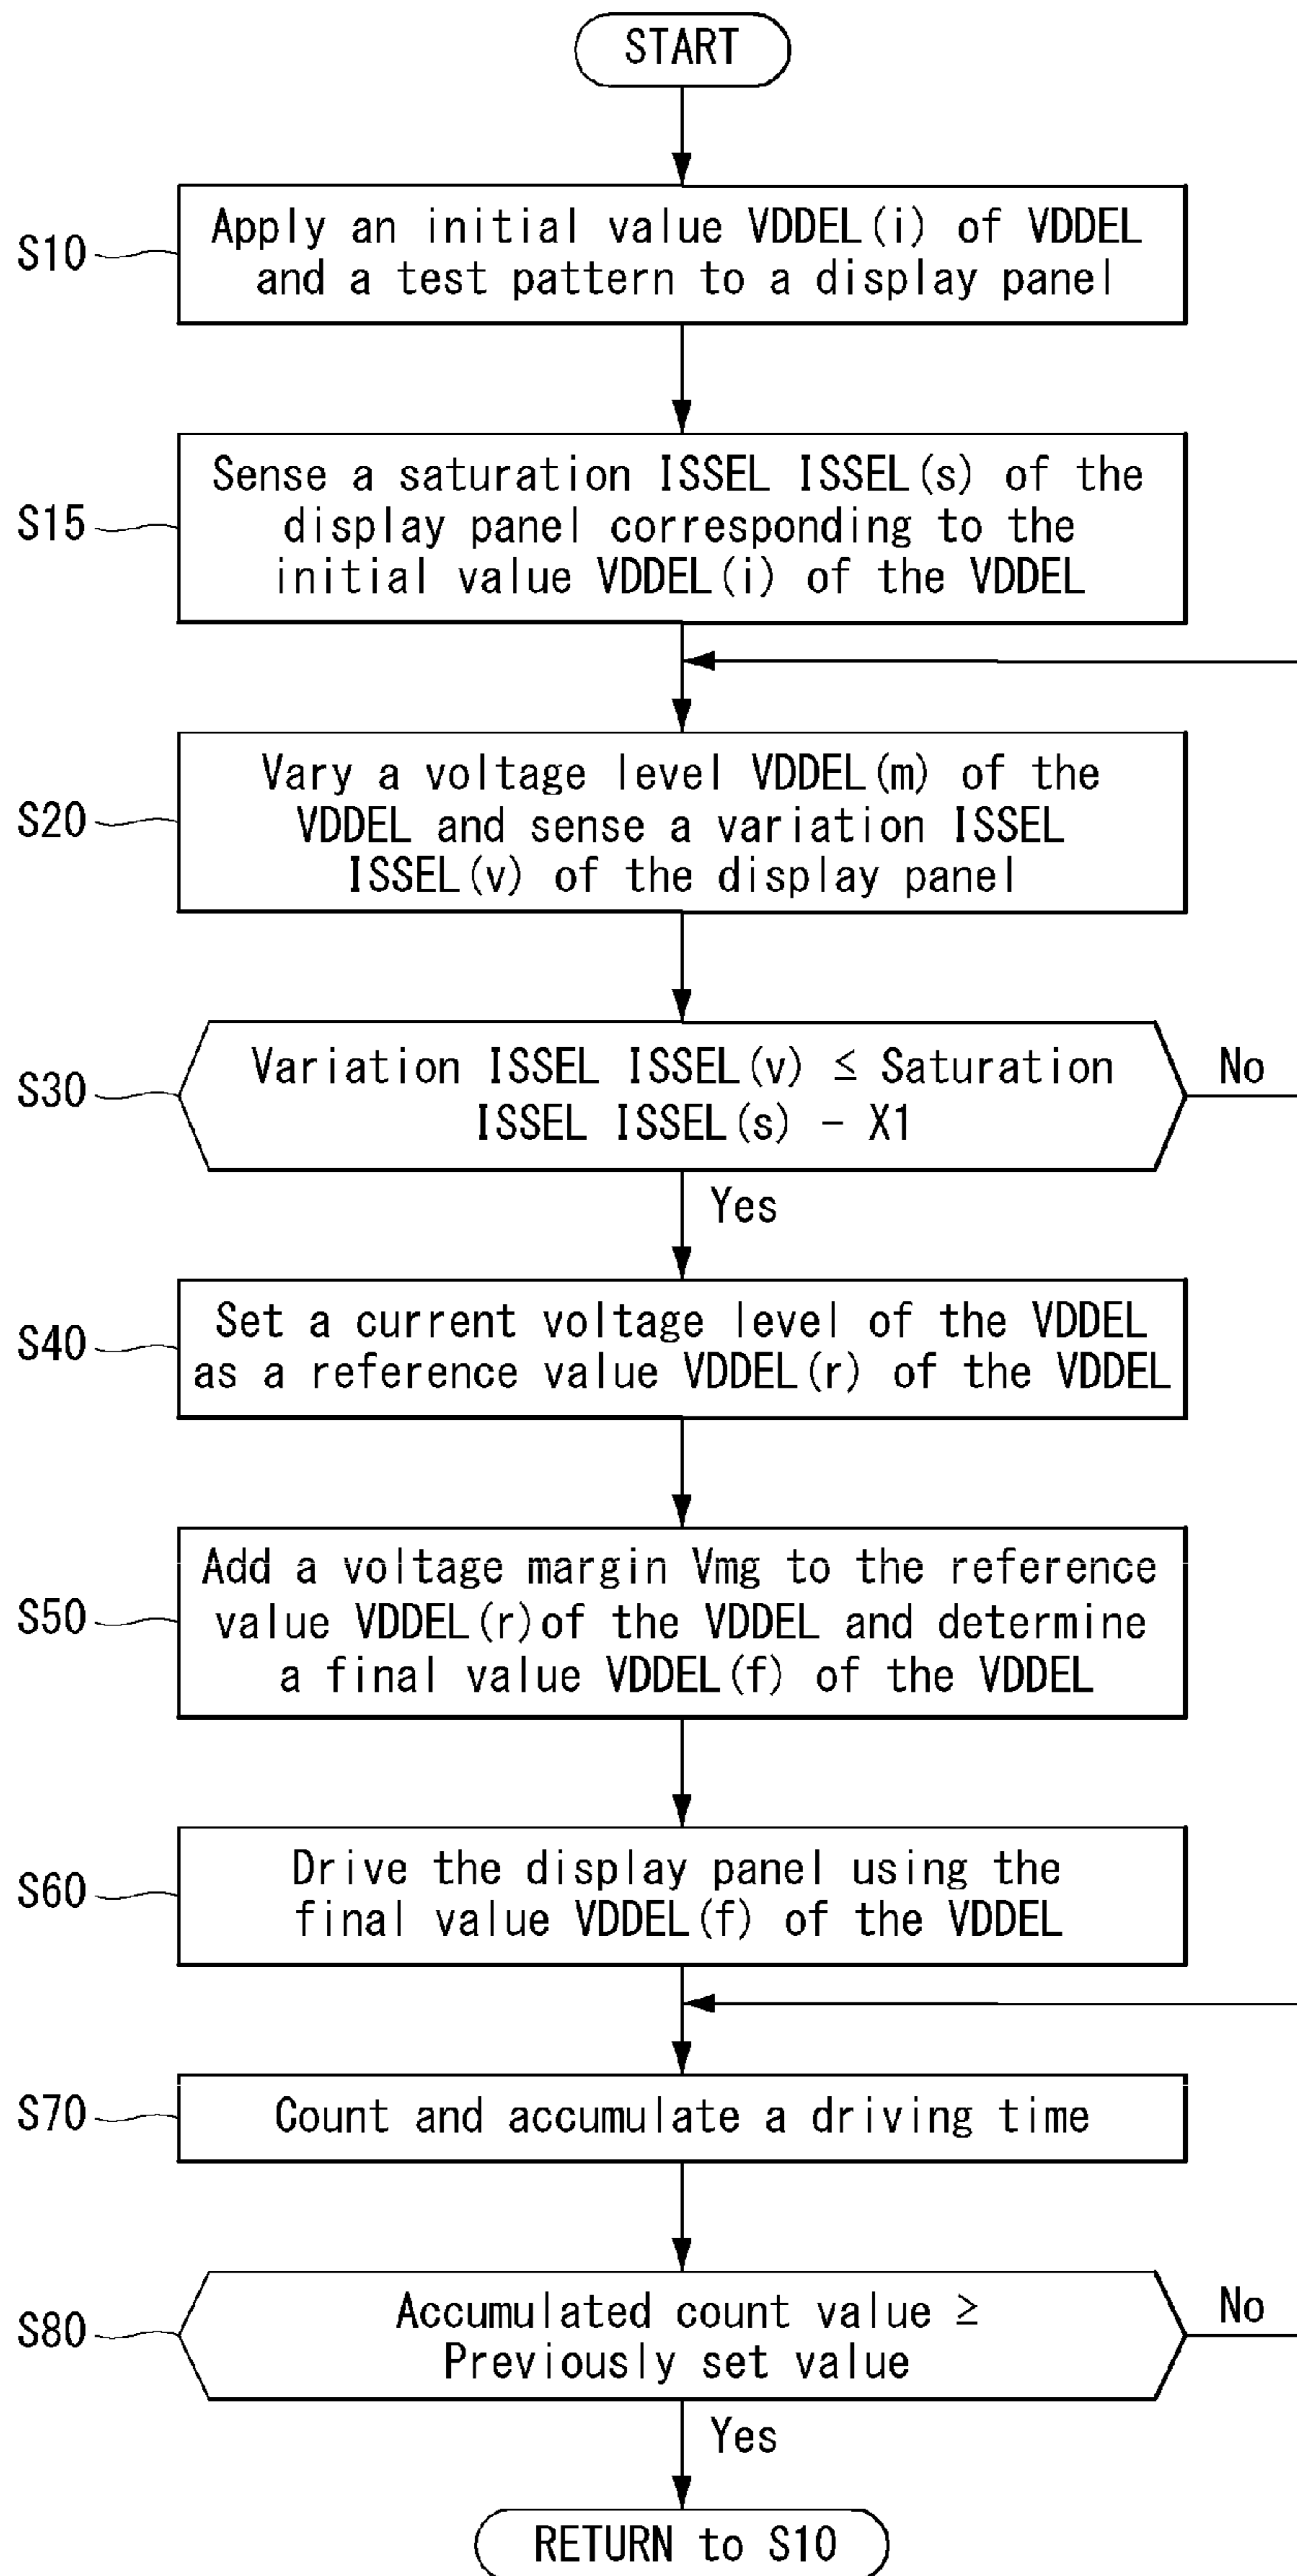 START
S10
Apply an initial value VDDEL(i) of VDDEL
and a test pattern to a display panel
S15
Sense a saturation ISSEL ISSEL(s) of the
display panel corresponding to the
initial value VDDEL(i) of the VDDEL
S20
Vary a voltage level VDDEL(m) of the
VDDEL and sense a variation ISSEL
ISSEL(v) of the display panel
S30
Variation ISSEL ISSEL(v) ≤ Saturation
ISSEL ISSEL(s) - X1
No
Yes
S40
Set a current voltage level of the VDDEL
as a reference value VDDEL(r) of the VDDEL
S50
Add a voltage margin Vmg to the reference
value VDDEL(r)of the VDDEL and determine
a final value VDDEL(f) of the VDDEL
S60
Drive the display panel using the
final value VDDEL(f) of the VDDEL
S70
Count and accumulate a driving time
S80
Accumulated count value ≥
Previously set value
No
Yes
RETURN to S10